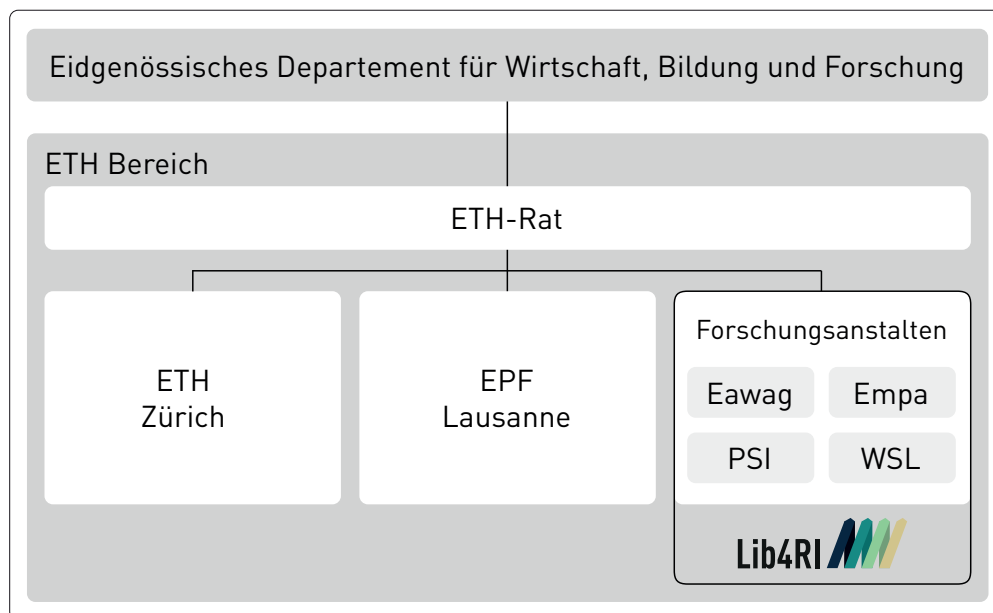 Eidgenössisches Departement für Wirtschaft, Bildung und Forschung
ETH Bereich
ETH-Rat
ETH
Zürich
EPF
Lausanne
Forschungsanstalten
Eawag
Empa
PSI
WSL
Lib4RI